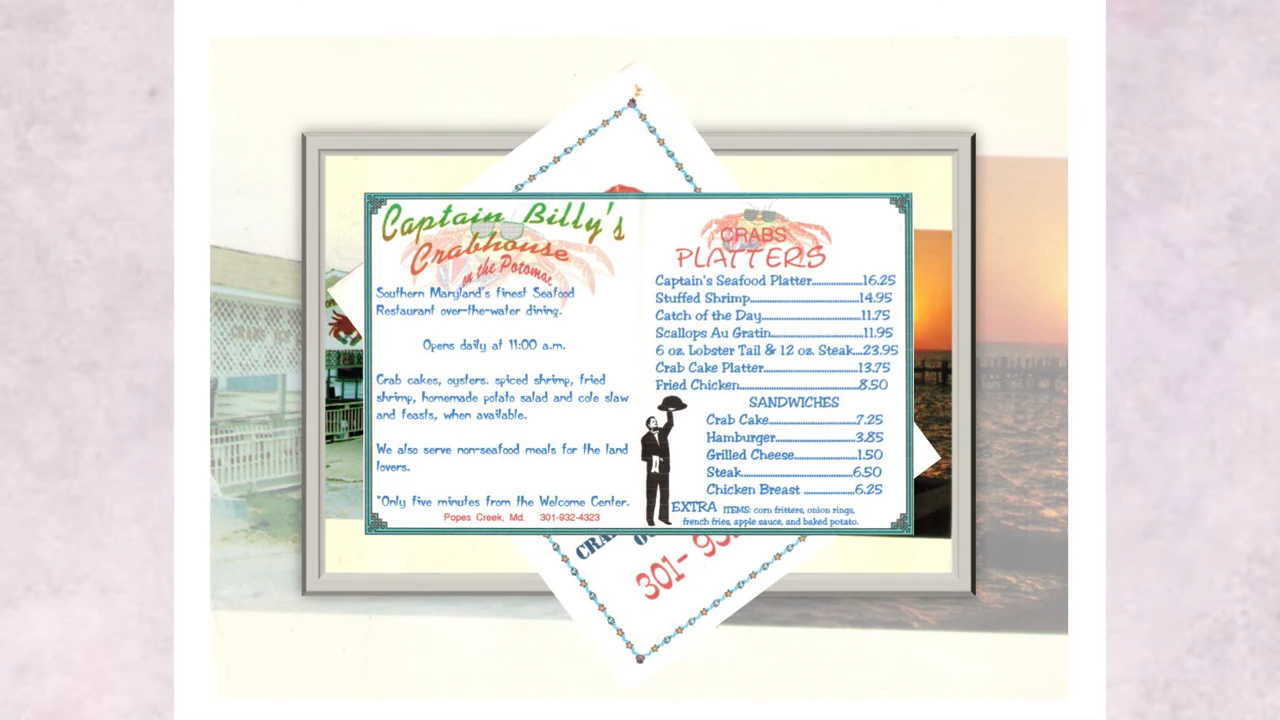 Captain Billy's
Crabhouse
on the Potomac
Southern Maryland's finest Seafood
Restaurant over-the-water dining.
Opens daily at 11:00 a.m.
Crab cakes, oysters. spiced shrimp, fried
shrimp, homemade potato salad and cole slaw
and feasts, when available.
We also serve non-seafood meals for the land
lovers.
*Only five minutes from the Welcome Center.
Popes Creek, Md. 301-932-4323
CRABS
PLATTERS
Captain's Seafood Platter....................16.25
Stuffed Shrimp...........................................14.95
Catch of the Day.......................................11.75
Scallops Au Gratin...................................11.95
6 oz. Lobster Tail & 12 oz. Steak....23.95
Crab Cake Platter.....................................13.75
Fried Chicken...............................................8.50
SANDWICHES
Crab Cake..................................7.25
Hamburger...............................3.85
Grilled Cheese.........................1.50
Steak...........................................6.50
Chicken Breast ....................6.25
EXTRA ITEMS: corn fritters, onion rings,
french fries, apple sauce, and baked potato.
301-